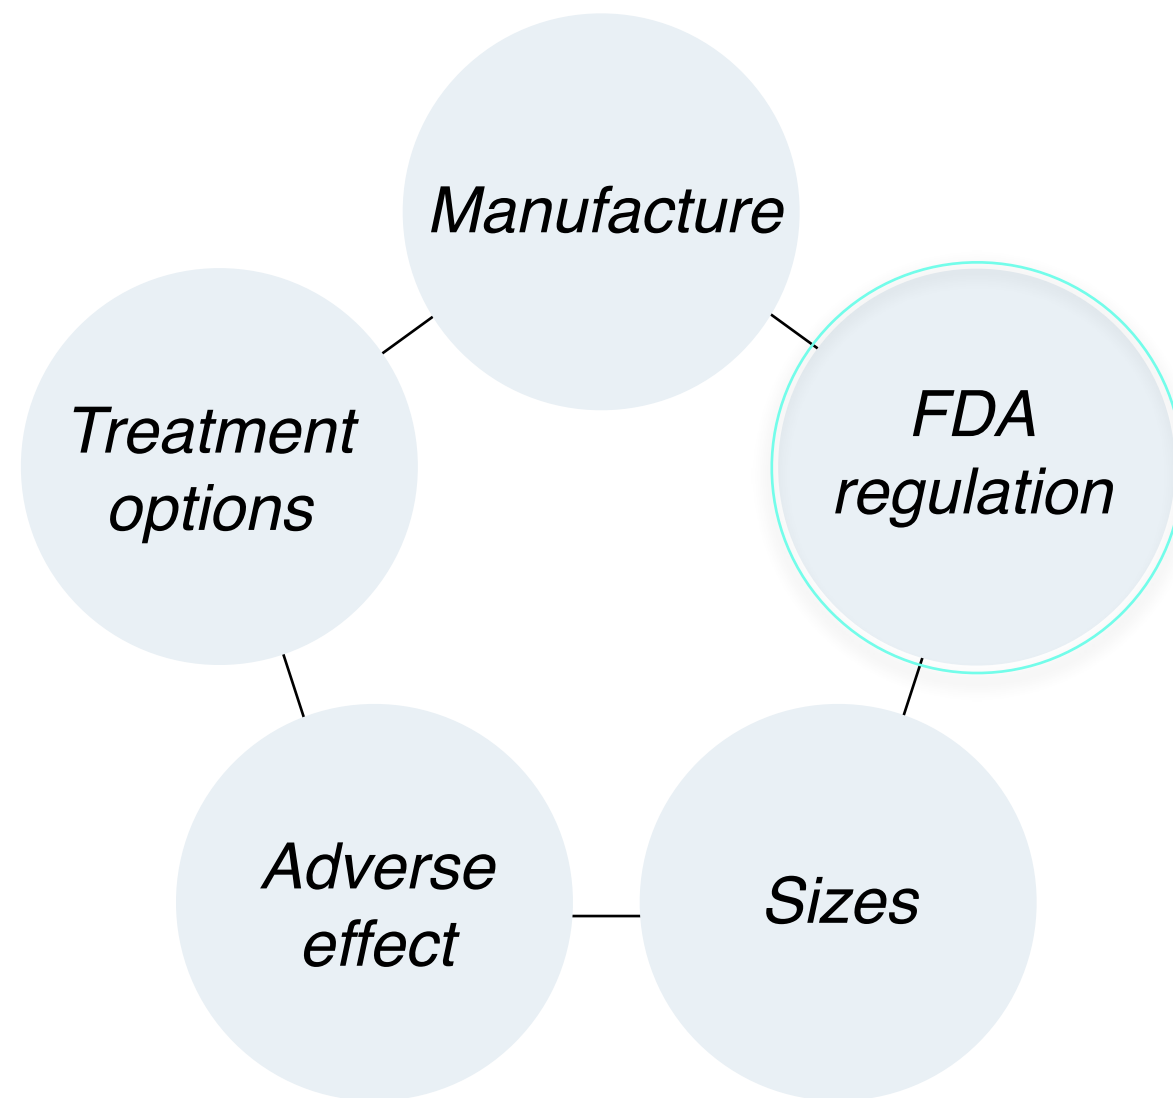 Manufacture
FDA
regulation
Treatment
options
Adverse
effect
Sizes